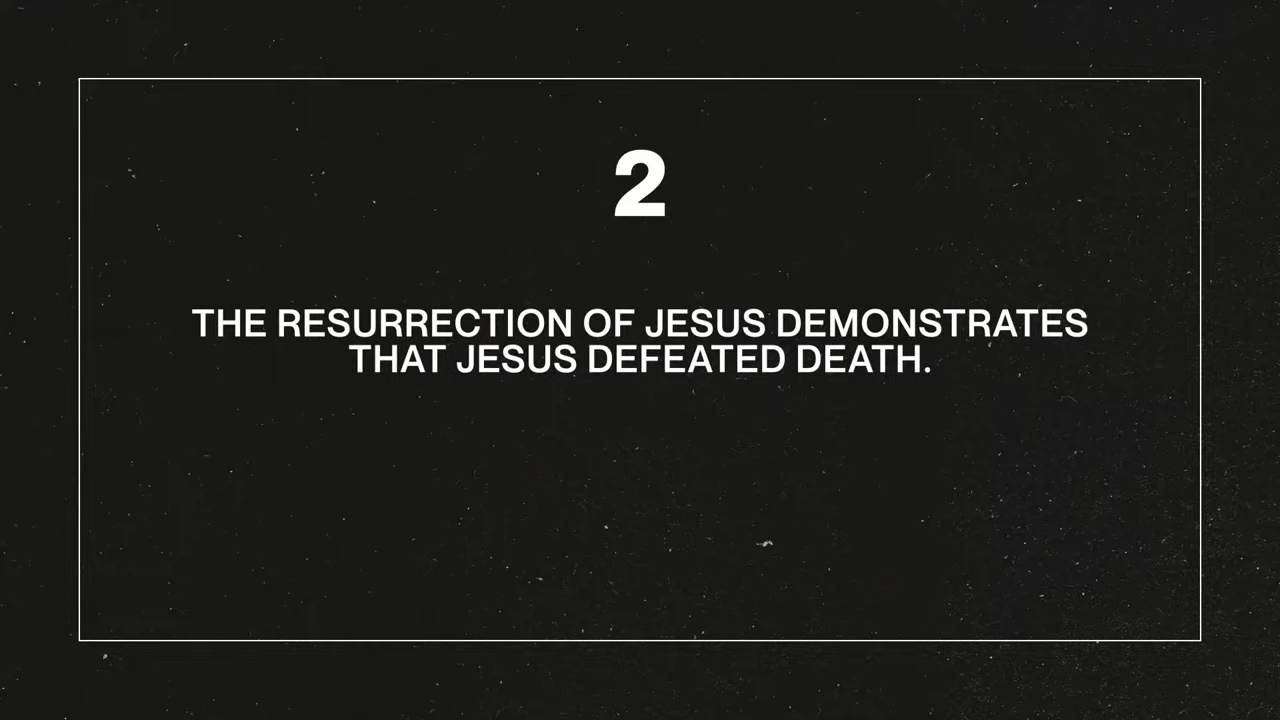 2
THE RESURRECTION OF JESUS DEMONSTRATES
THAT JESUS DEFEATED DEATH.